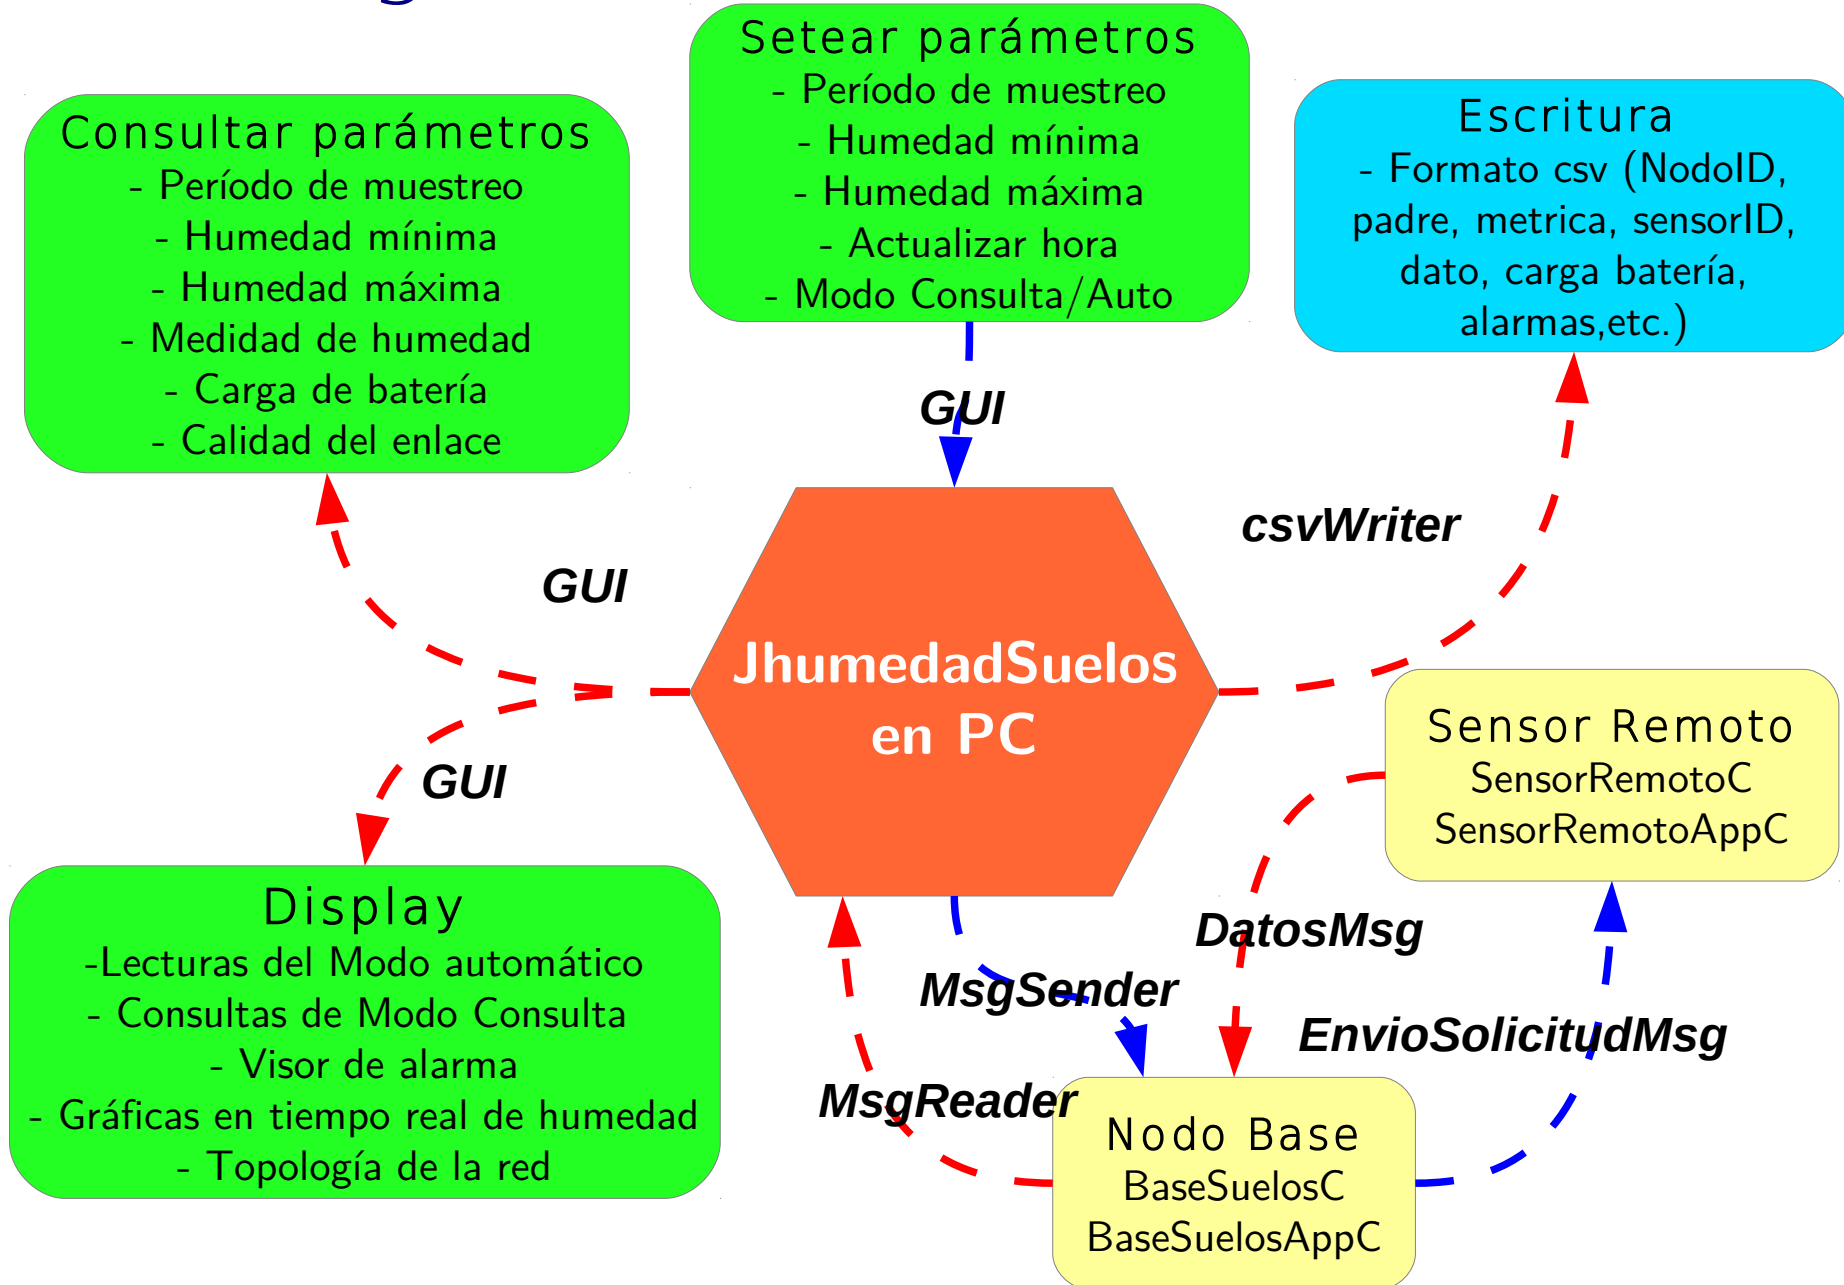 Setear parámetros
- Período de muestreo
- Humedad mínima
- Humedad máxima
- Actualizar hora
- Modo Consulta/Auto
Consultar parámetros
- Período de muestreo
- Humedad mínima
- Humedad máxima
- Medidad de humedad
- Carga de batería
- Calidad del enlace
Escritura
- Formato csv (NodoID,
padre, metrica, sensorID,
dato, carga batería,
alarmas,etc.)
GUI
csvWriter
GUI
JhumedadSuelos
en PC
GUI
Sensor Remoto
SensorRemotoC
SensorRemotoAppC
Display
-Lecturas del Modo automático
- Consultas de Modo Consulta
- Visor de alarma
- Gráficas en tiempo real de humedad
- Topología de la red
DatosMsg
MsgSender
EnvioSolicitudMsg
MsgReader
Nodo Base
BaseSuelosC
BaseSuelosAppC